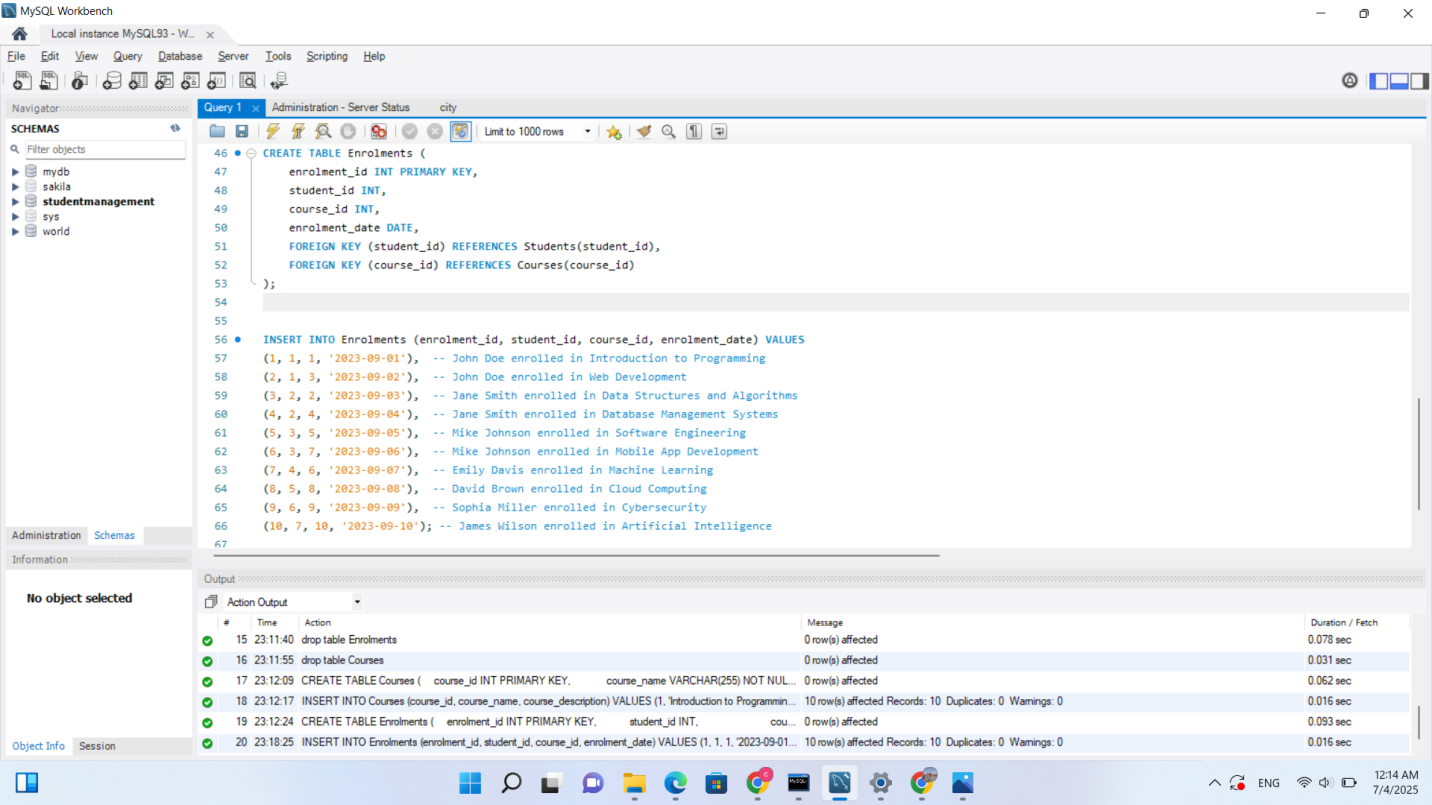 MySQL Workbench
Local instance MySQL93 - W...
File Edit View Query Database Server Tools Scripting Help
Navigator
SCHEMAS
Filter objects
mydb
sakila
studentmanagement
sys
world
Administration Schemas
Information
No object selected
Object Info Session
Query 1 Administration - Server Status city
Limit to 1000 rows
46 CREATE TABLE Enrolments (
47 enrolment_id INT PRIMARY KEY,
48 student_id INT,
49 course_id INT,
50 enrolment_date DATE,
51 FOREIGN KEY (student_id) REFERENCES Students(student_id),
52 FOREIGN KEY (course_id) REFERENCES Courses(course_id)
53 );
54
55
56 INSERT INTO Enrolments (enrolment_id, student_id, course_id, enrolment_date) VALUES
57 (1, 1, 1, '2023-09-01'), -- John Doe enrolled in Introduction to Programming
58 (2, 1, 3, '2023-09-02'), -- John Doe enrolled in Web Development
59 (3, 2, 2, '2023-09-03'), -- Jane Smith enrolled in Data Structures and Algorithms
60 (4, 2, 4, '2023-09-04'), -- Jane Smith enrolled in Database Management Systems
61 (5, 3, 5, '2023-09-05'), -- Mike Johnson enrolled in Software Engineering
62 (6, 3, 7, '2023-09-06'), -- Mike Johnson enrolled in Mobile App Development
63 (7, 4, 6, '2023-09-07'), -- Emily Davis enrolled in Machine Learning
64 (8, 5, 8, '2023-09-08'), -- David Brown enrolled in Cloud Computing
65 (9, 6, 9, '2023-09-09'), -- Sophia Miller enrolled in Cybersecurity
66 (10, 7, 10, '2023-09-10'); -- James Wilson enrolled in Artificial Intelligence
67
Output
Action Output
# Time Action Message Duration / Fetch
15 23:11:40 drop table Enrolments 0 row(s) affected 0.078 sec
16 23:11:55 drop table Courses 0 row(s) affected 0.031 sec
17 23:12:09 CREATE TABLE Courses ( course_id INT PRIMARY KEY, course_name VARCHAR(255) NOT NUL... 0 row(s) affected 0.062 sec
18 23:12:17 INSERT INTO Courses (course_id, course_name, course_description) VALUES (1, 'Introduction to Programmin... 10 row(s) affected Records: 10 Duplicates: 0 Warnings: 0 0.016 sec
19 23:12:24 CREATE TABLE Enrolments ( enrolment_id INT PRIMARY KEY, student_id INT, cou... 0 row(s) affected 0.093 sec
20 23:18:25 INSERT INTO Enrolments (enrolment_id, student_id, course_id, enrolment_date) VALUES (1, 1, 1, '2023-09-01... 10 row(s) affected Records: 10 Duplicates: 0 Warnings: 0 0.016 sec
ENG
12:14 AM
7/4/2025